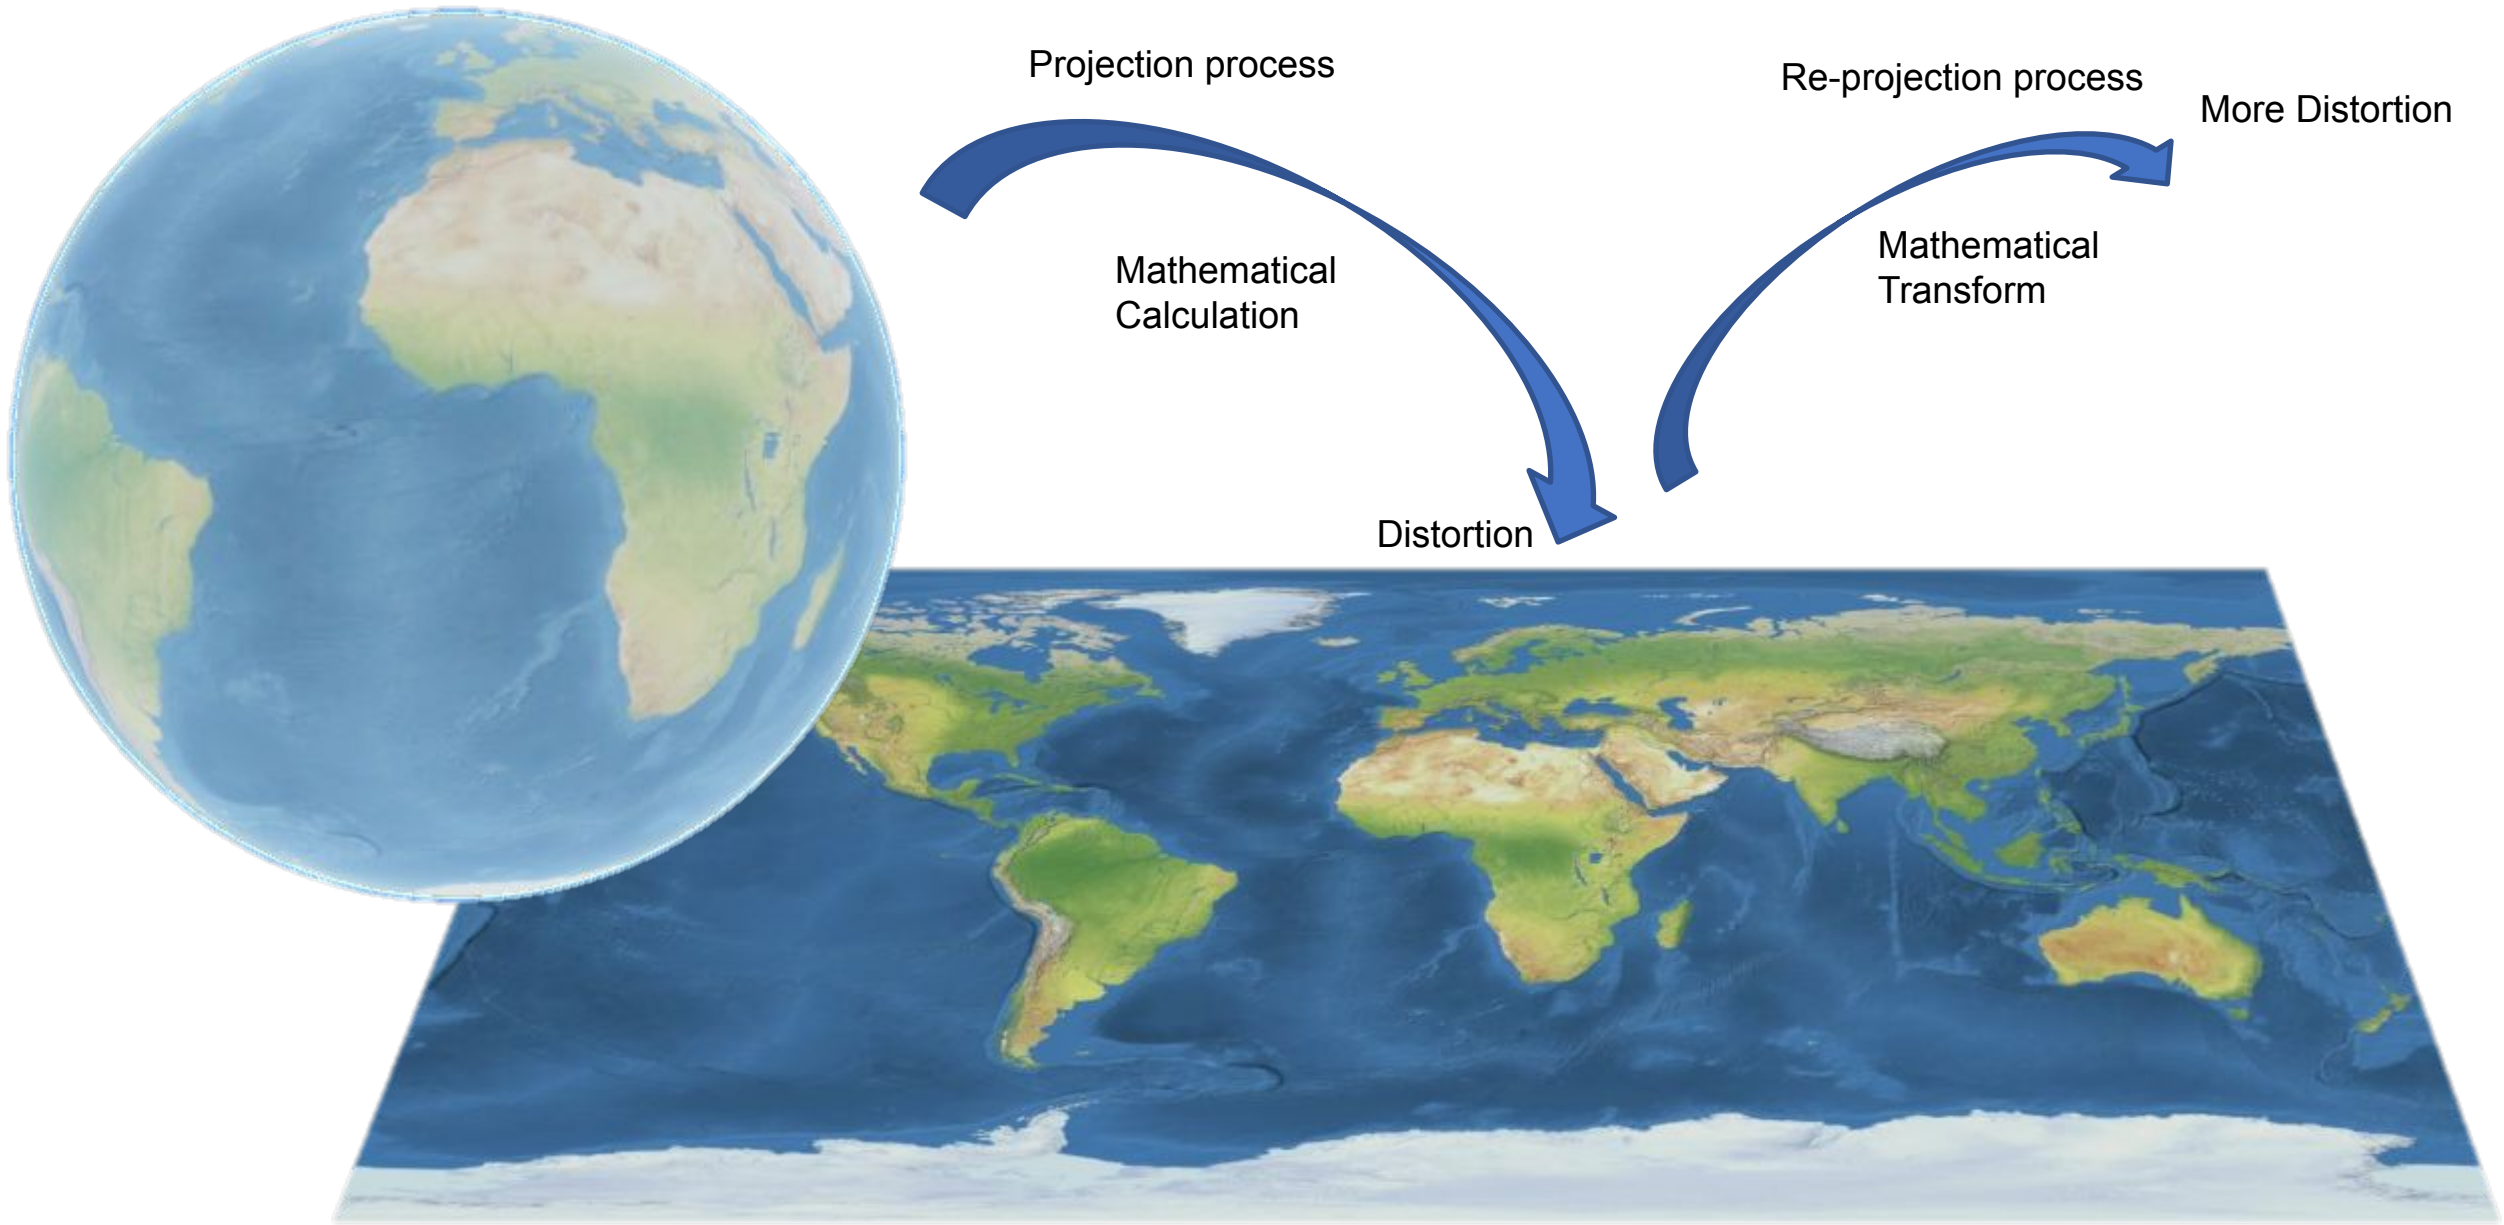 Projection process
Re-projection process
More Distortion
Mathematical
Calculation
Mathematical
Transform
Distortion